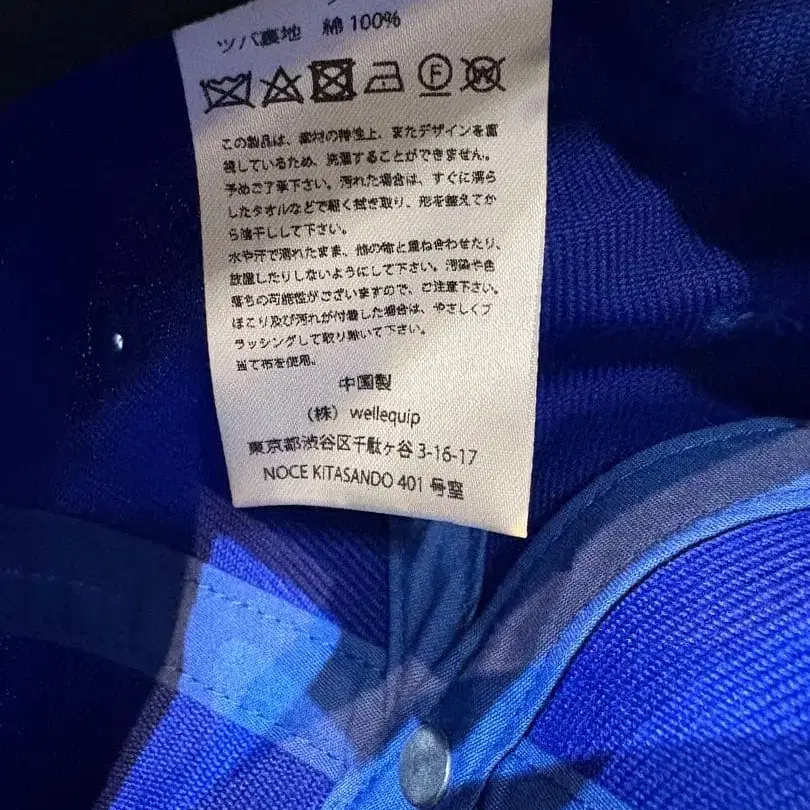 ツバ裏地 綿 100%
F W
この製品は、素材の特性上、またデザインを重
視しているため、洗濯することができません。
予めご了承下さい。汚れた場合は、すぐに濡ら
したタオルなどで軽く拭き取り、形を整えてか
ら陰干しして下さい。
水や汗で濡れたまま、他の物と重ね合わせたり、
放置したりしないようにして下さい。汚染や色
落ちの可能性がございますので、ご注意下さい。
ほこり及び汚れが付着した場合は、やさしくブ
ラッシングして取り除いて下さい。
当て布を使用。
中国製
（株）wellequip
東京都渋谷区千駄ヶ谷 3-16-17
NOCE KITASANDO 401 号室